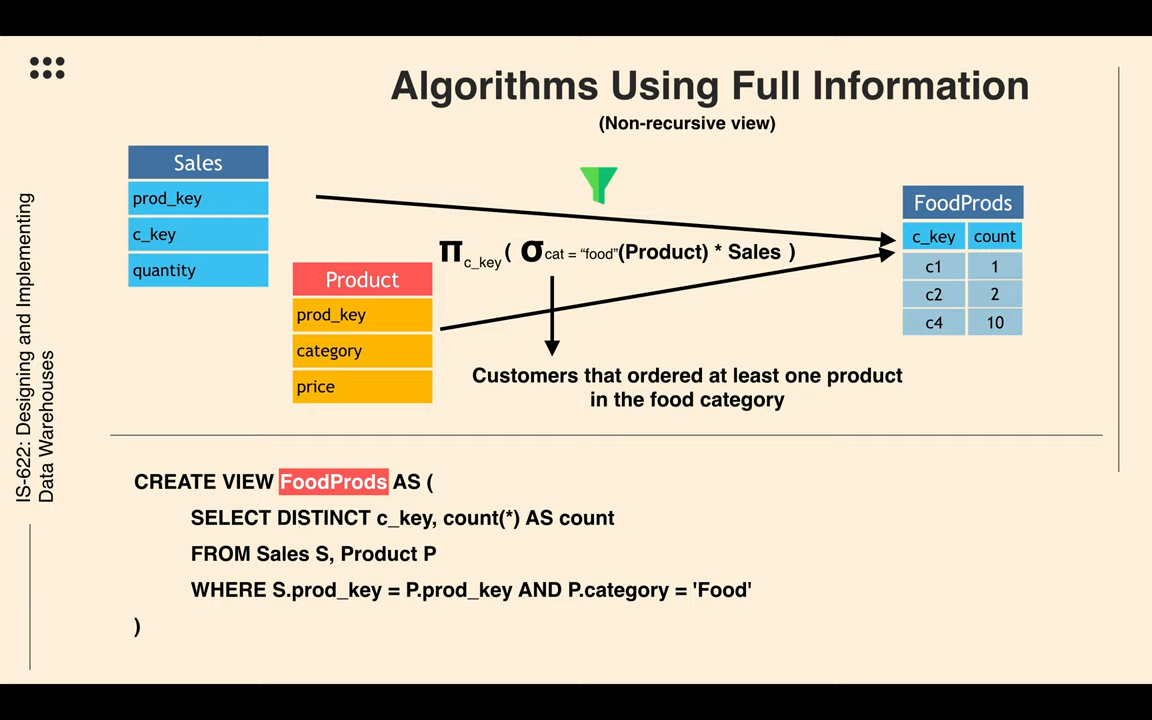 Algorithms Using Full Information
(Non-recursive view)
IS-622: Designing and Implementing
Data Warehouses
Sales
prod_key
c_key
quantity
Product
prod_key
category
price
π c_key ( σ cat = “food”(Product) * Sales )
Customers that ordered at least one product
in the food category
FoodProds
c_key count
c1 1
c2 2
c4 10
CREATE VIEW FoodProds AS (
SELECT DISTINCT c_key, count(*) AS count
FROM Sales S, Product P
WHERE S.prod_key = P.prod_key AND P.category = 'Food'
)